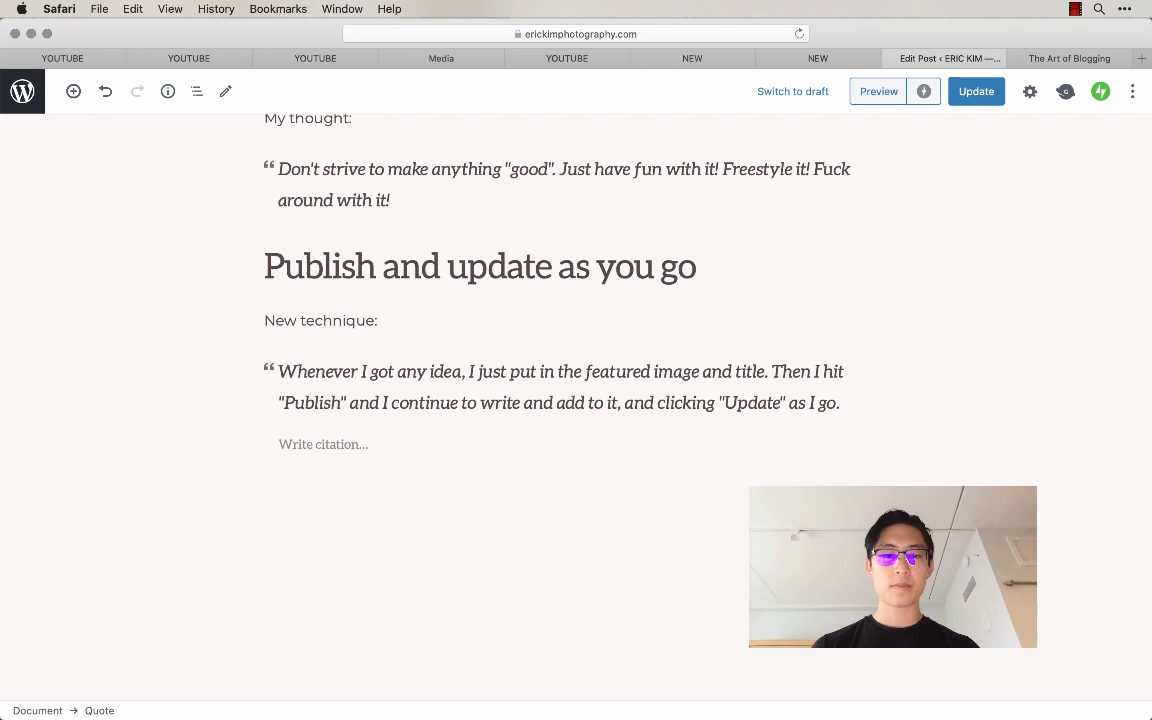 Safari File Edit View History Bookmarks Window Help
erickimphotography.com
YOUTUBE YOUTUBE YOUTUBE Media YOUTUBE NEW NEW Edit Post ‹ ERIC KIM —... The Art of Blogging
Switch to draft Preview Update
My thought:
“ Don't strive to make anything "good". Just have fun with it! Freestyle it! Fuck
around with it!
Publish and update as you go
New technique:
“ Whenever I got any idea, I just put in the featured image and title. Then I hit
"Publish" and I continue to write and add to it, and clicking "Update" as I go.
Write citation...
Document → Quote